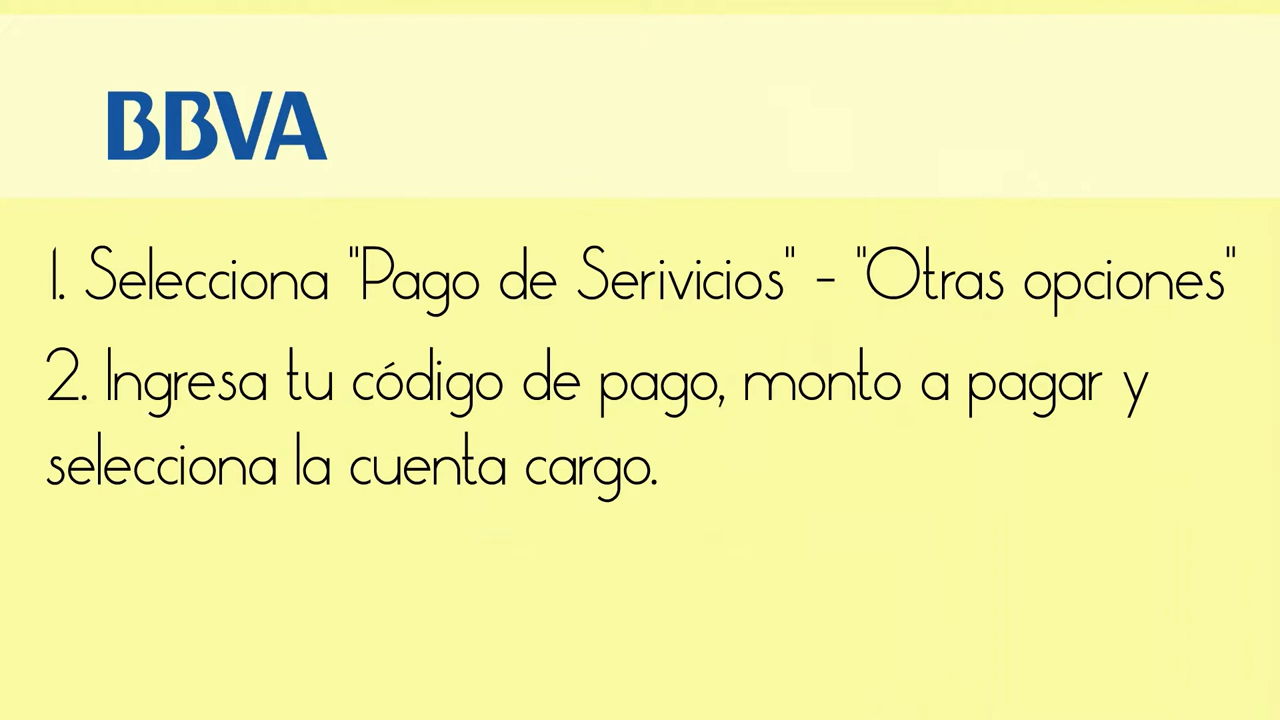 BBVA
1. Selecciona "Pago de Serivicios" - "Otras opciones"
2. Ingresa tu código de pago, monto a pagar y
selecciona la cuenta cargo.